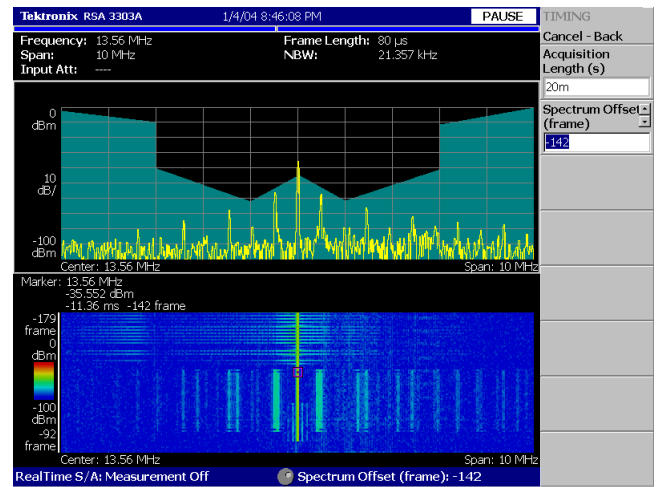 Tektronix RSA 3303A 1/4/04 8:46:08 PM PAUSE TIMING
Frequency: 13.56 MHz Frame Length: 80 µs Cancel - Back
Span: 10 MHz NBW: 21.357 kHz
Input Att: ----
Acquisition
Length (s)
20m
Spectrum Offset
(frame)
-142
0
dBm
10
dB/
-100
dBm
Center: 13.56 MHz Span: 10 MHz
Marker: 13.56 MHz
-35.552 dBm
-11.36 ms -142 frame
-179
frame
0
dBm
-100
dBm
-92
frame
Center: 13.56 MHz Span: 10 MHz
RealTime S/A: Measurement Off Spectrum Offset (frame): -142